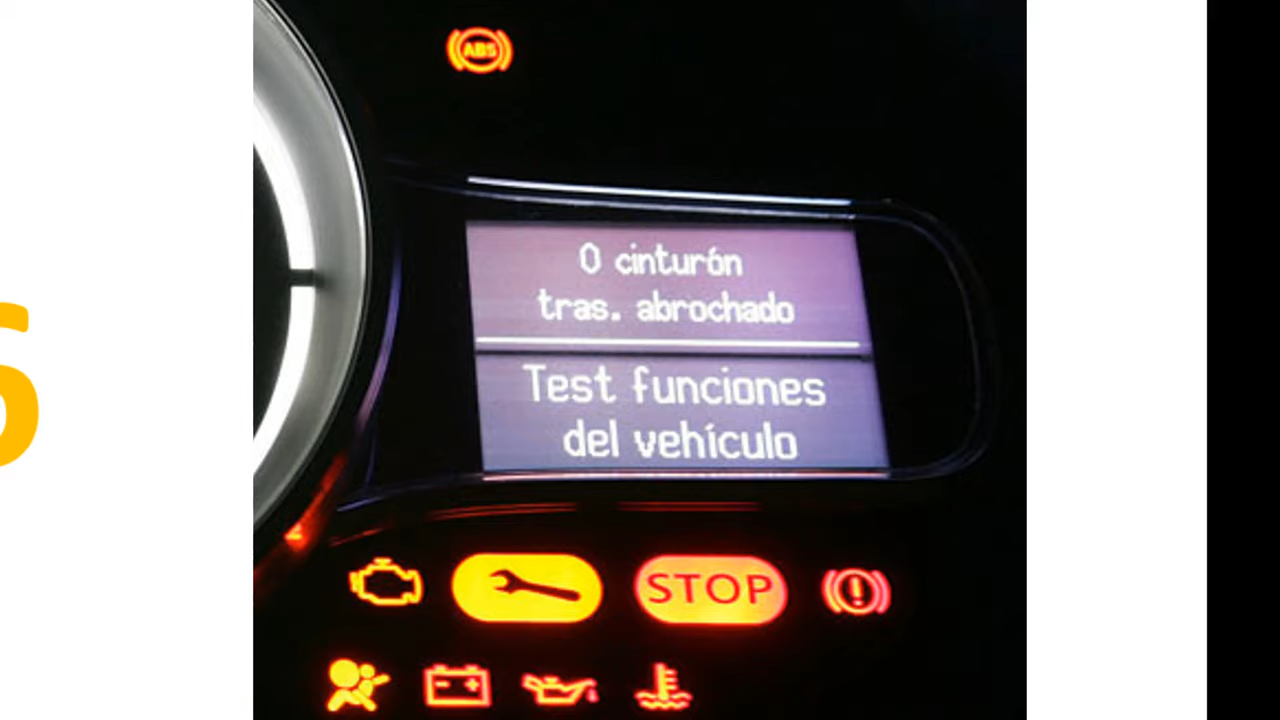 ABS
0 cinturón
tras. abrochado
Test funciones
del vehículo
STOP